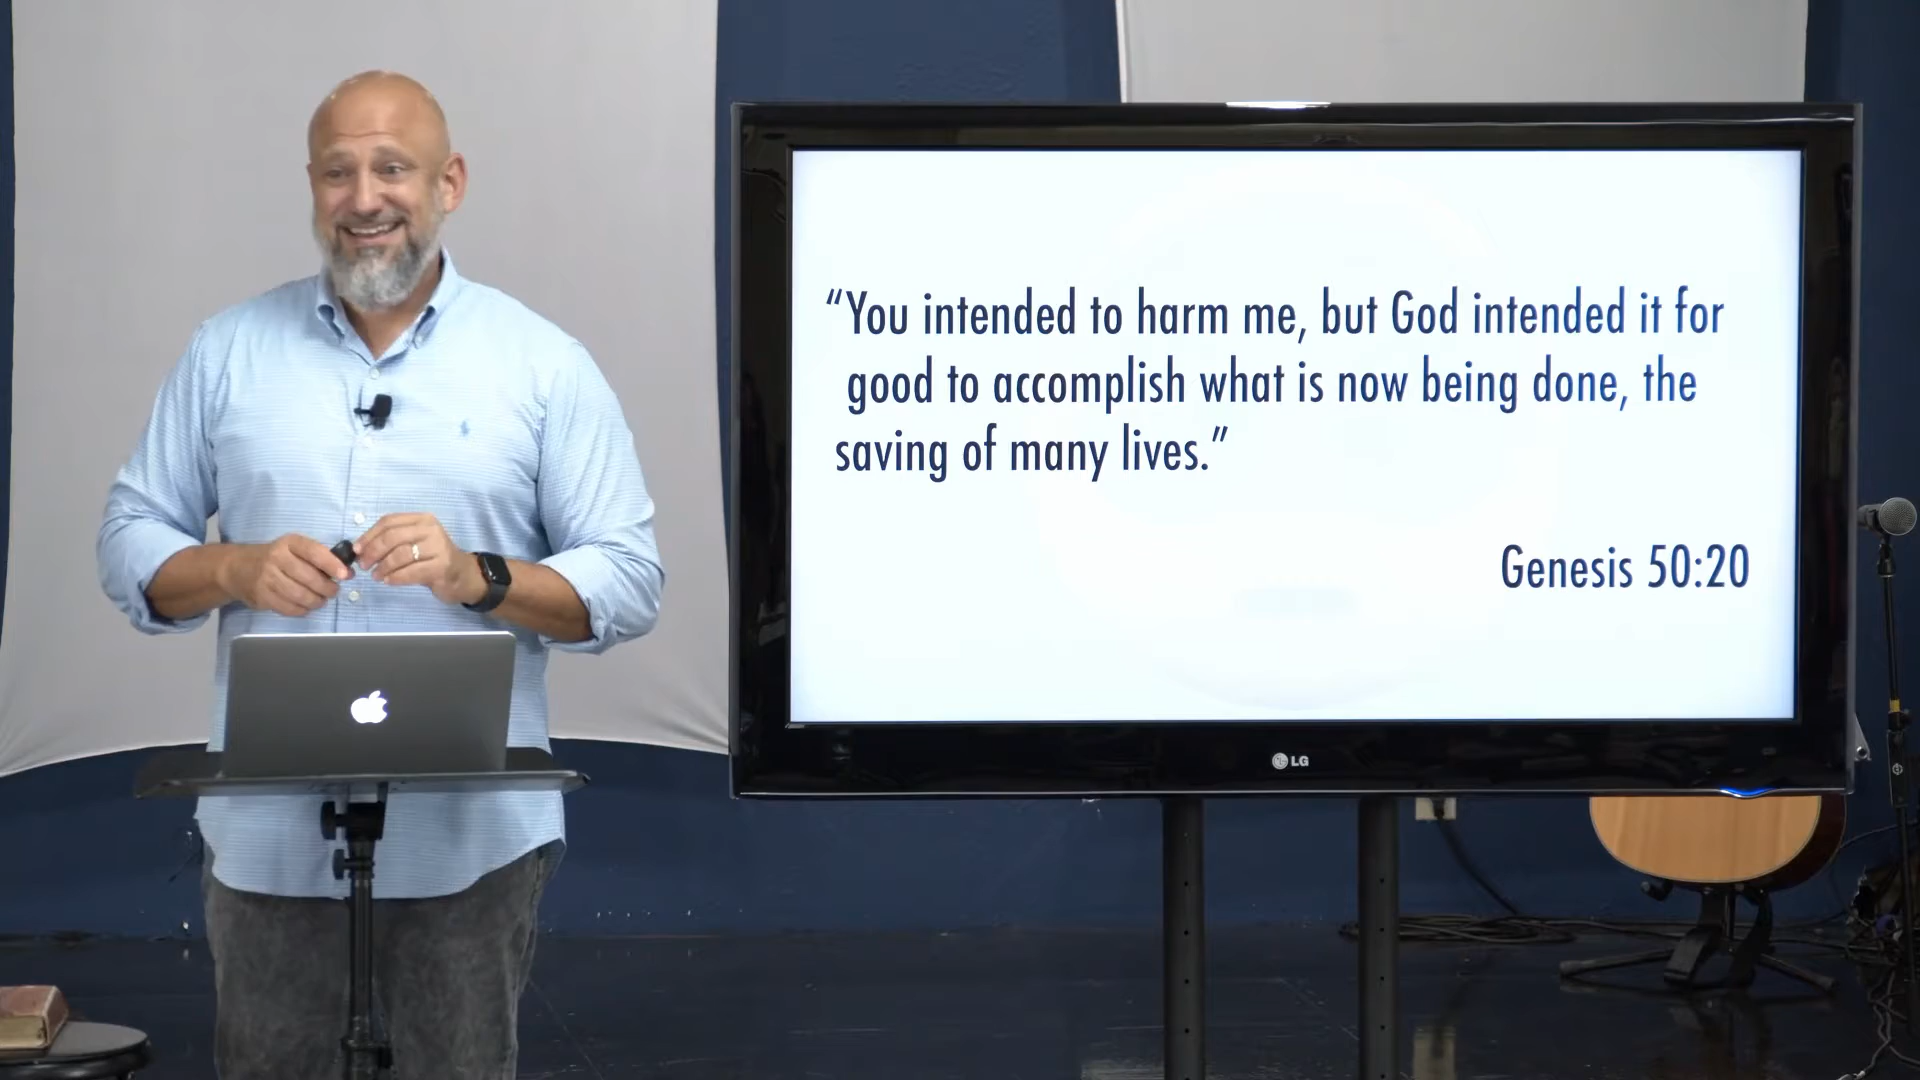 “You intended to harm me, but God intended it for
good to accomplish what is now being done, the
saving of many lives.”
Genesis 50:20
LG